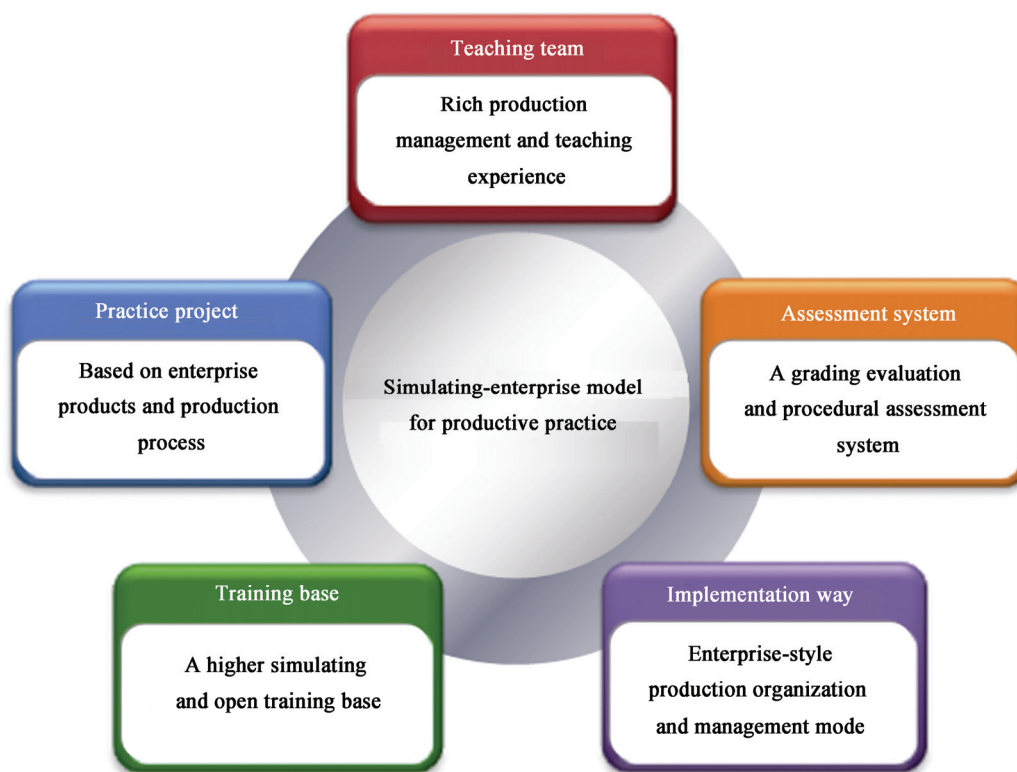 Teaching team
Rich production
management and teaching
experience
Practice project
Based on enterprise
products and production
process
Simulating-enterprise model
for productive practice
Assessment system
A grading evaluation
and procedural assessment
system
Training base
A higher simulating
and open training base
Implementation way
Enterprise-style
production organization
and management mode